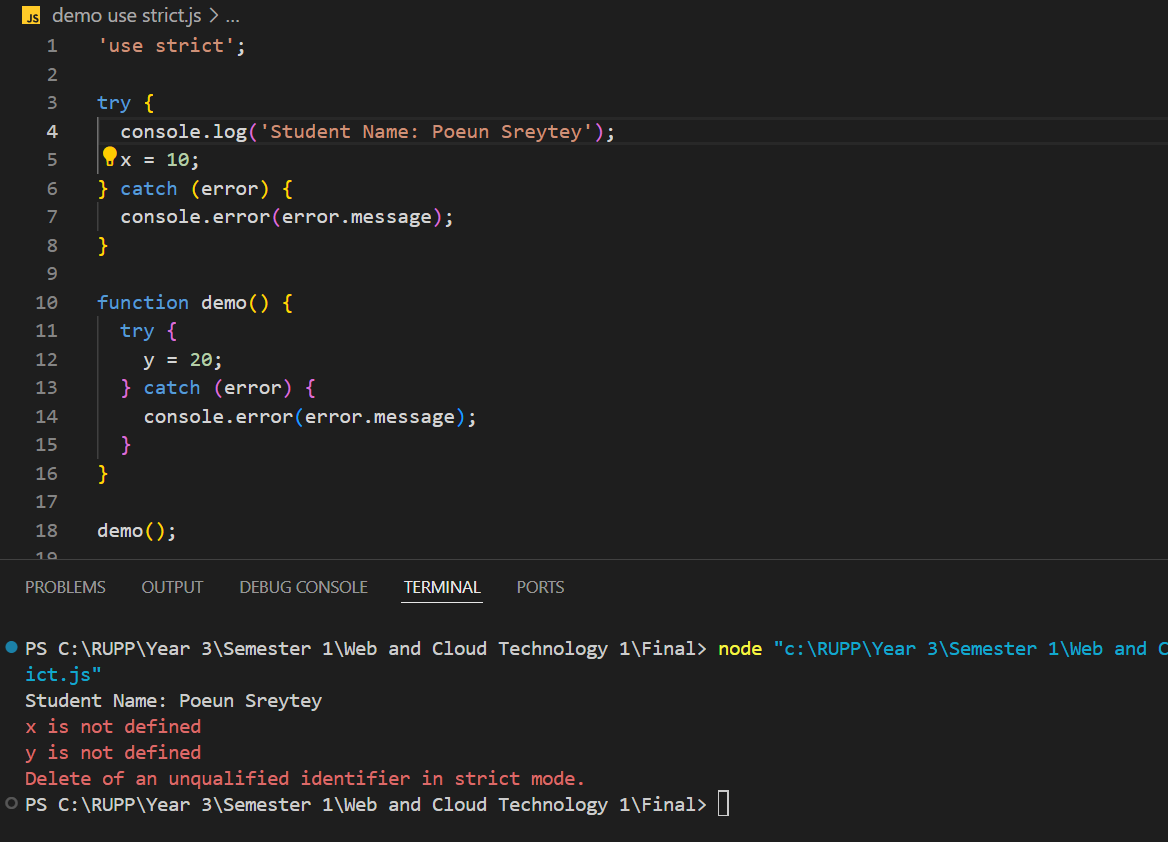 JS demo use strict.js > ...
1 'use strict';
2
3 try {
4 console.log('Student Name: Poeun Sreytey');
5 x = 10;
6 } catch (error) {
7 console.error(error.message);
8 }
9
10 function demo() {
11 try {
12 y = 20;
13 } catch (error) {
14 console.error(error.message);
15 }
16 }
17
18 demo();
19
PROBLEMS OUTPUT DEBUG CONSOLE TERMINAL PORTS
PS C:\RUPP\Year 3\Semester 1\Web and Cloud Technology 1\Final> node "c:\RUPP\Year 3\Semester 1\Web and C
ict.js"
Student Name: Poeun Sreytey
x is not defined
y is not defined
Delete of an unqualified identifier in strict mode.
PS C:\RUPP\Year 3\Semester 1\Web and Cloud Technology 1\Final>